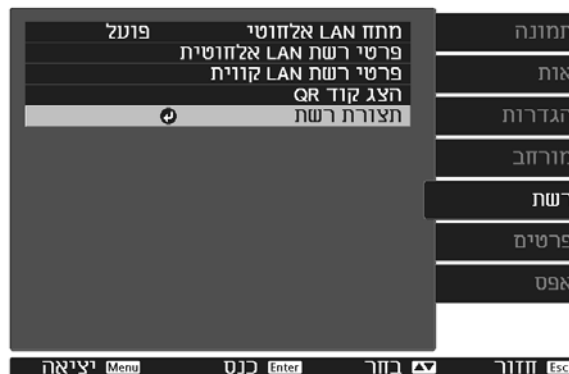 מתח LAN אלחוטי פועל
פרטי רשת LAN אלחוטית
פרטי רשת LAN קווית
הצג קוד QR
תצורת רשת
תמונה
אות
הגדרות
מורחב
רשת
פרטים
אפס
Esc חזור ▲▼ בחר Enter כנס Menu יציאה